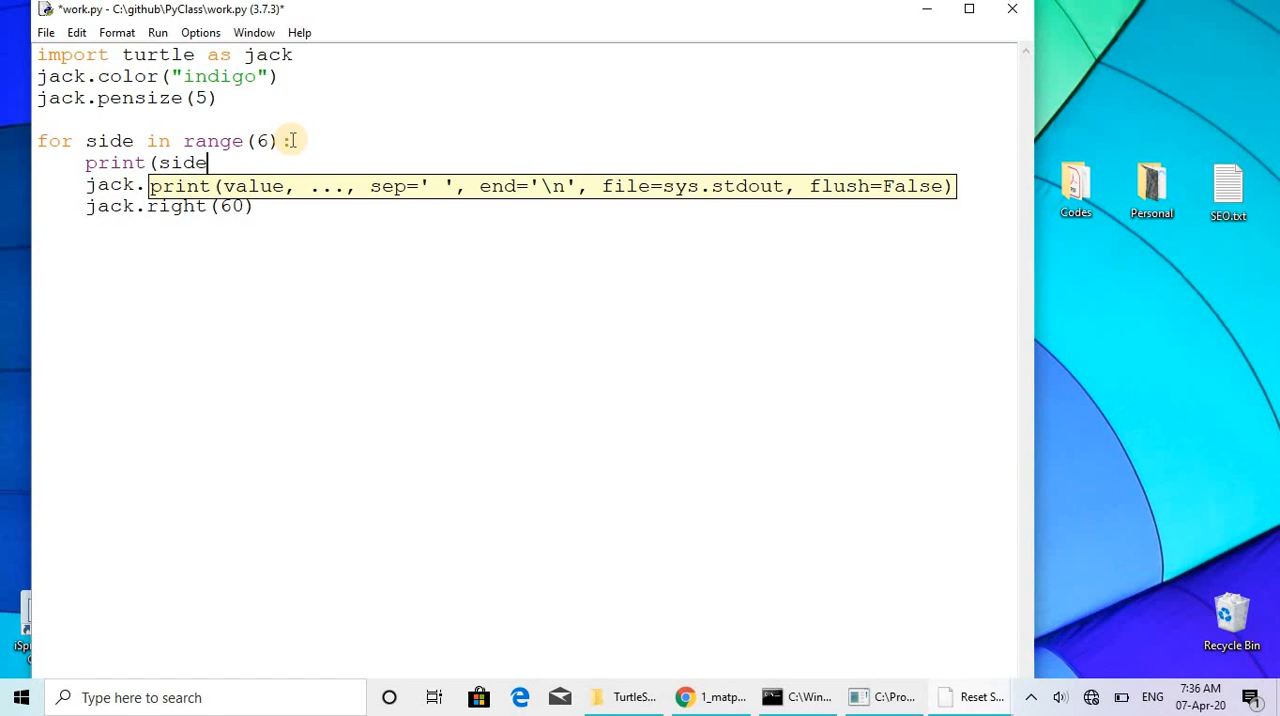 *work.py - C:\github\PyClass\work.py (3.7.3)*
File Edit Format Run Options Window Help
import turtle as jack
jack.color("indigo")
jack.pensize(5)
for side in range(6):
print(side
jack.
print(value, ..., sep=' ', end='\n', file=sys.stdout, flush=False)
jack.right(60)
Codes
Personal
SEO.txt
Recycle Bin
iSpri
Type here to search
TurtleS...
1_matp...
C:\Win...
C:\Pro...
Reset S...
ENG
7:36 AM
07-Apr-20
1